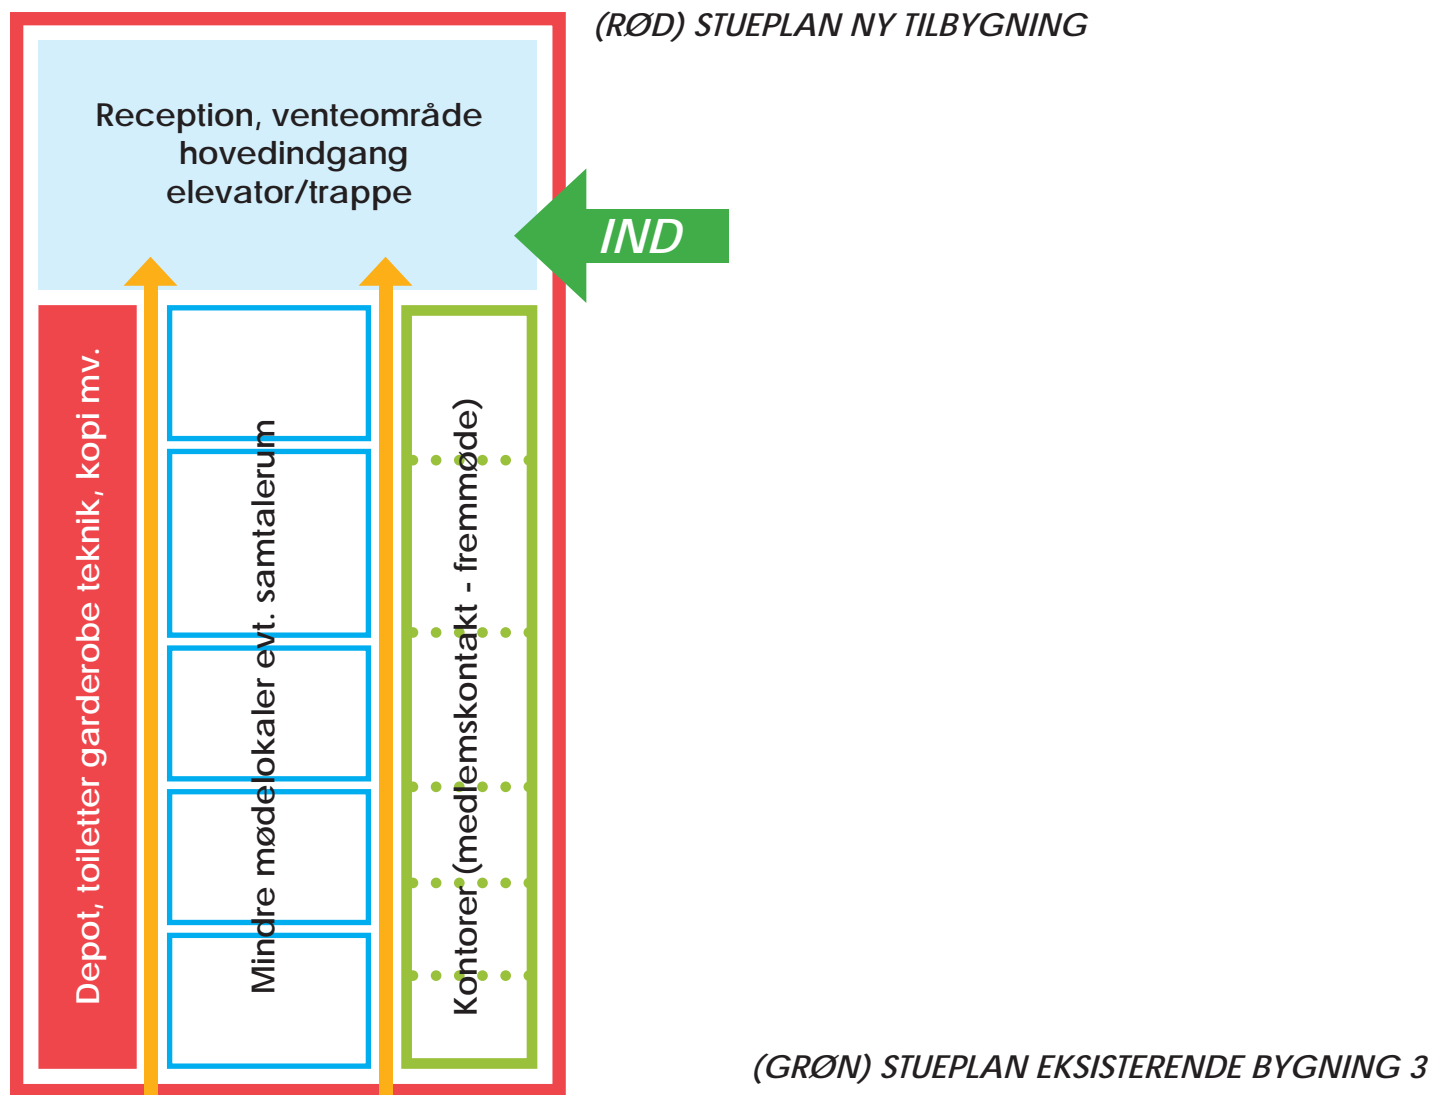 (RØD) STUEPLAN NY TILBYGNING
Reception, venteområde
hovedindgang
elevator/trappe
IND
Depot, toiletter garderobe teknik, kopi mv.
Mindre mødelokaler evt. samtalerum
Kontorer (medlemskontakt - fremmøde)
(GRØN) STUEPLAN EKSISTERENDE BYGNING 3